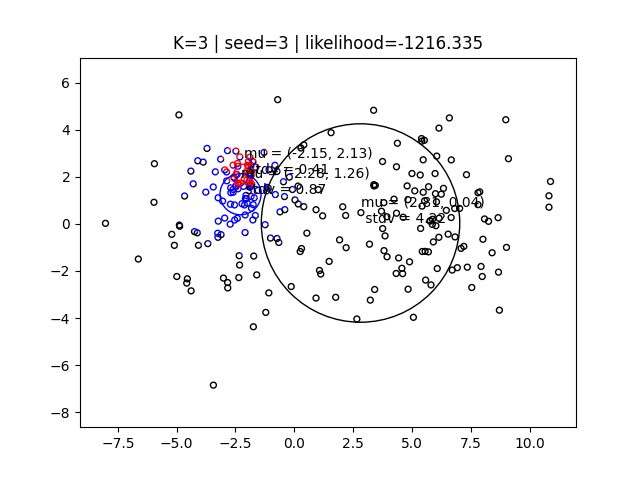 K=3 | seed=3 | likelihood=-1216.335
6
4
2
0
−2
−4
−6
−8
mu = (-2.15, 2.13)
stdv = 0.41
mu = (-2.28, 1.26)
stdv = 0.87
mu = (2.81, 0.04)
stdv = 4.22
−7.5 −5.0 −2.5 0.0 2.5 5.0 7.5 10.0